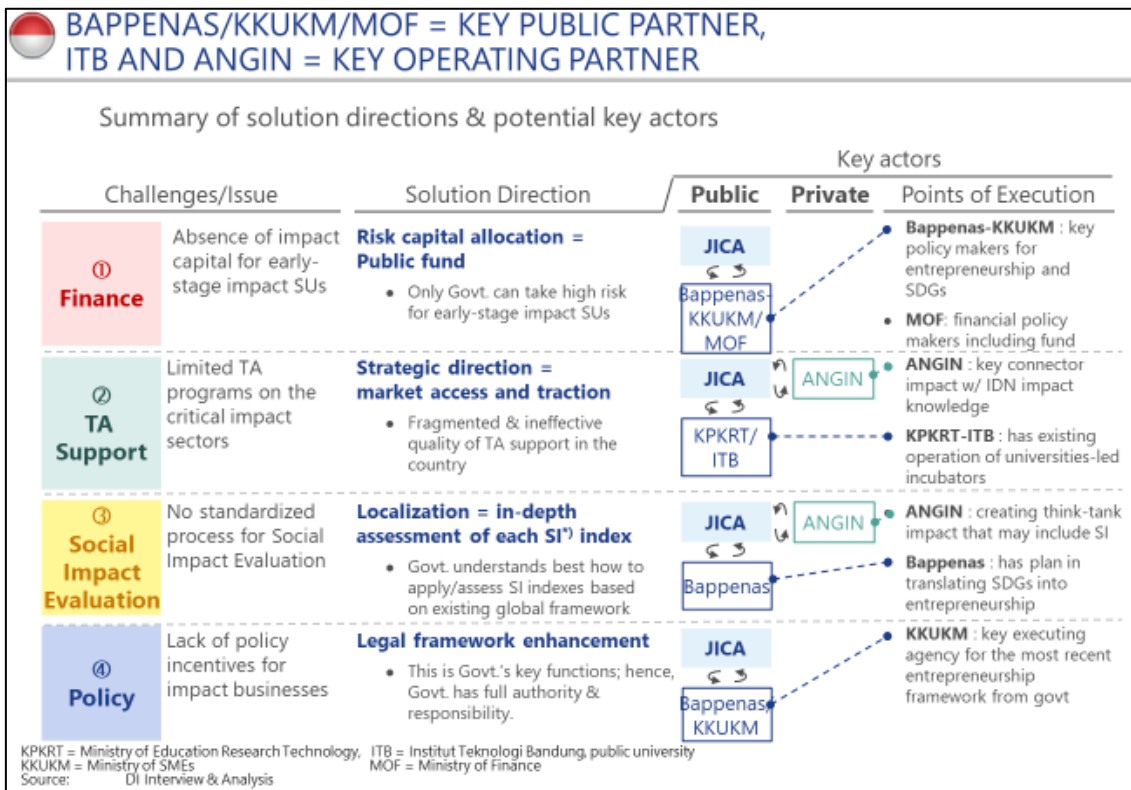 BAPPENAS/KKUKM/MOF = KEY PUBLIC PARTNER,
ITB AND ANGIN = KEY OPERATING PARTNER
Summary of solution directions & potential key actors
Key actors
Challenges/Issue
Solution Direction
Public
Private
Points of Execution
①
Finance
Absence of impact
capital for early-
stage impact SUs
Risk capital allocation =
Public fund
• Only Govt. can take high risk
for early-stage impact SUs
JICA
Bappenas-
KKUKM/
MOF
• Bappenas-KKUKM : key
policy makers for
entrepreneurship and
SDGs
• MOF: financial policy
makers including fund
②
TA
Support
Limited TA
programs on the
critical impact
sectors
Strategic direction =
market access and traction
• Fragmented & ineffective
quality of TA support in the
country
JICA
KPKRT/
ITB
ANGIN
• ANGIN : key connector
impact w/ IDN impact
knowledge
• KPKRT-ITB : has existing
operation of universities-led
incubators
③
Social
Impact
Evaluation
No standardized
process for Social
Impact Evaluation
Localization = in-depth
assessment of each SI*) index
• Govt. understands best how to
apply/assess SI indexes based
on existing global framework
JICA
Bappenas
ANGIN
• ANGIN : creating think-tank
impact that may include SI
• Bappenas : has plan in
translating SDGs into
entrepreneurship
④
Policy
Lack of policy
incentives for
impact businesses
Legal framework enhancement
• This is Govt.'s key functions; hence,
Govt. has full authority &
responsibility.
JICA
Bappenas/
KKUKM
• KKUKM : key executing
agency for the most recent
entrepreneurship
framework from govt
KPKRT = Ministry of Education Research Technology, ITB = Institut Teknologi Bandung, public university
KKUKM = Ministry of SMEs MOF = Ministry of Finance
Source: DI Interview & Analysis